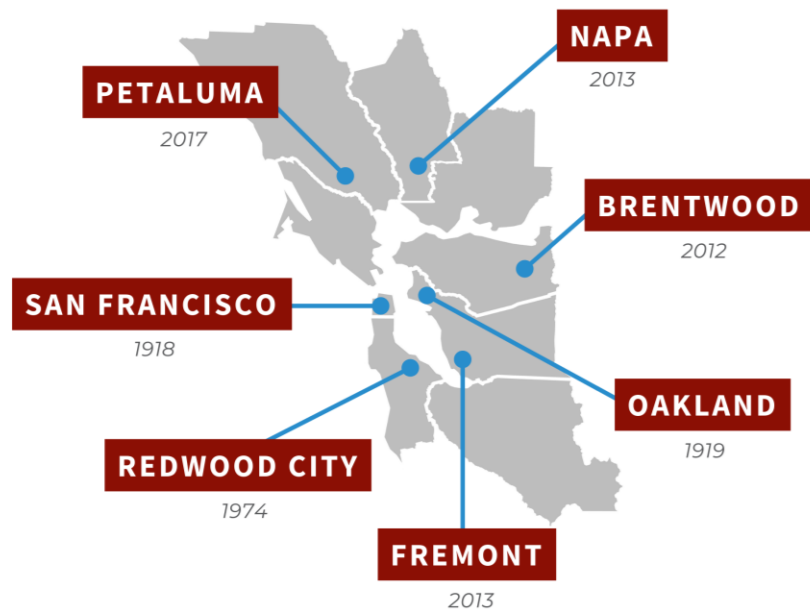 NAPA
2013
PETALUMA
2017
BRENTWOOD
2012
SAN FRANCISCO
1918
OAKLAND
1919
REDWOOD CITY
1974
FREMONT
2013